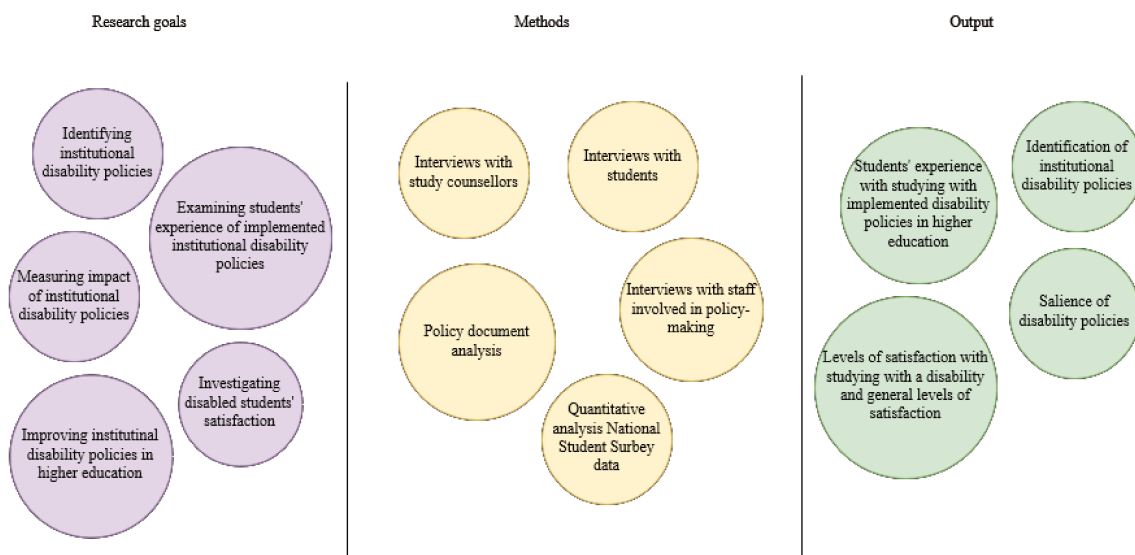 Research goals
Identifying
institutional
disability policies
Examining students'
experience of implemented
institutional disability
policies
Measuring impact
of institutional
disability policies
Investigating
disabled students'
satisfaction
Improving institutinal
disability policies in
higher education
Methods
Interviews with
study counsellors
Interviews with
students
Interviews with staff
involved in policy-
making
Policy document
analysis
Quantitative
analysis National
Student Surbey
data
Output
Students' experience
with studying with
implemented disability
policies in higher
education
Identification of
institutional
disability policies
Salience of
disability policies
Levels of satisfaction with
studying with a disability
and general levels of
satisfaction